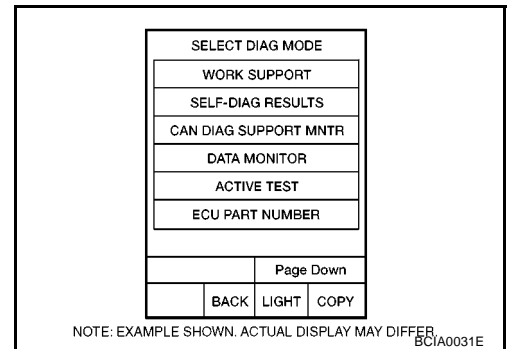 SELECT DIAG MODE
WORK SUPPORT
SELF-DIAG RESULTS
CAN DIAG SUPPORT MNTR
DATA MONITOR
ACTIVE TEST
ECU PART NUMBER
Page Down
BACK LIGHT COPY
NOTE: EXAMPLE SHOWN. ACTUAL DISPLAY MAY DIFFER.
BCIA0031E